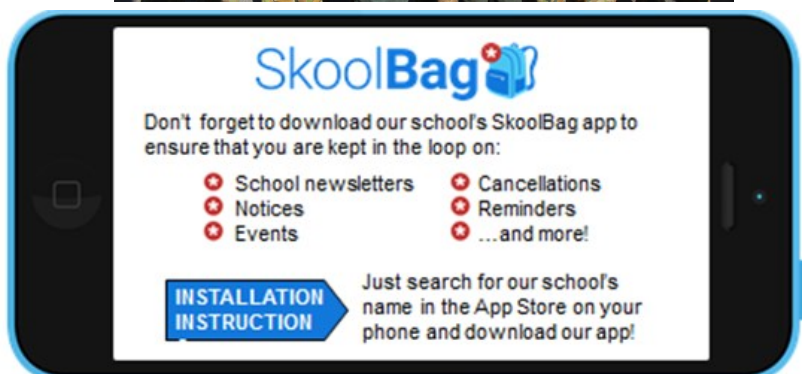 SkoolBag
Don't forget to download our school's SkoolBag app to
ensure that you are kept in the loop on:
School newsletters
Notices
Events
Cancellations
Reminders
...and more!
INSTALLATION
INSTRUCTION
Just search for our school's
name in the App Store on your
phone and download our app!